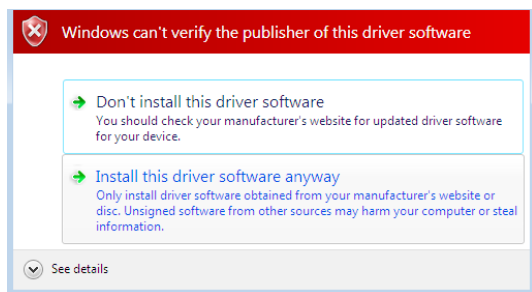 Windows can't verify the publisher of this driver software
Don't install this driver software
You should check your manufacturer's website for updated driver software
for your device.
Install this driver software anyway
Only install driver software obtained from your manufacturer's website or
disc. Unsigned software from other sources may harm your computer or steal
information.
See details